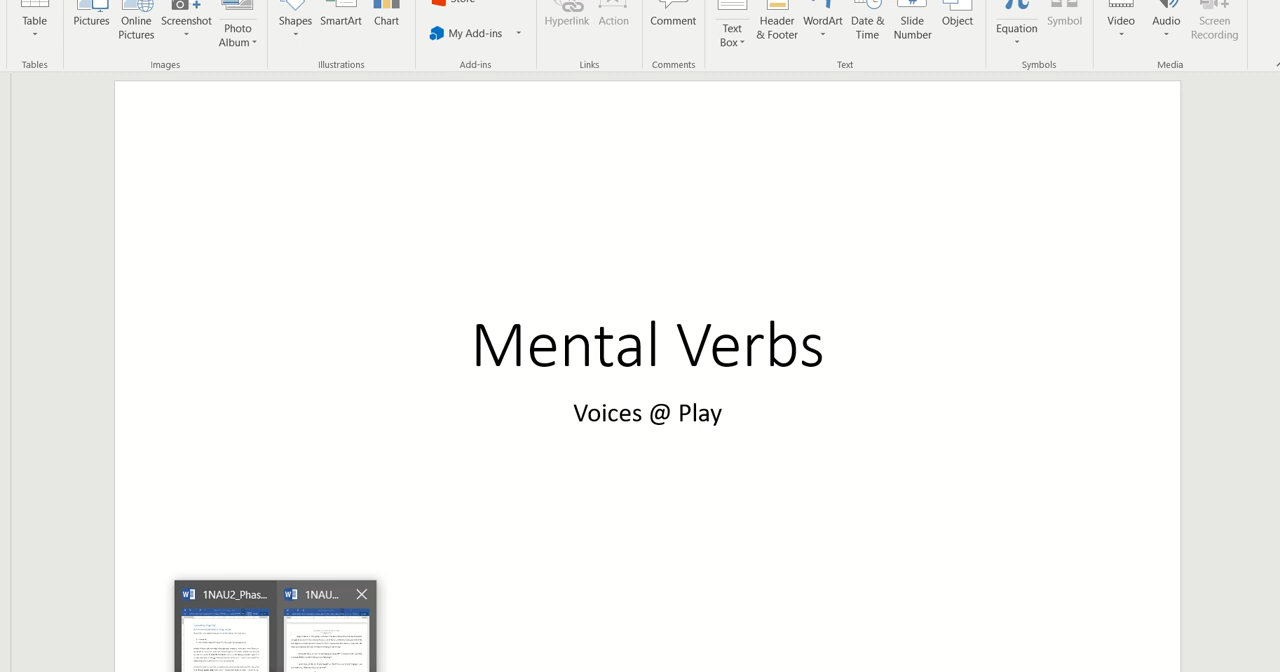 Store
Table
Pictures
Online
Pictures
Screenshot
Photo
Album
Shapes
SmartArt
Chart
My Add-ins
Hyperlink
Action
Comment
Text
Box
Header
& Footer
WordArt
Date &
Time
Slide
Number
Object
Equation
Symbol
Video
Audio
Screen
Recording
Tables
Images
Illustrations
Add-ins
Links
Comments
Text
Symbols
Media
Mental Verbs
Voices @ Play
1NAU2_Phas...
1NAU...